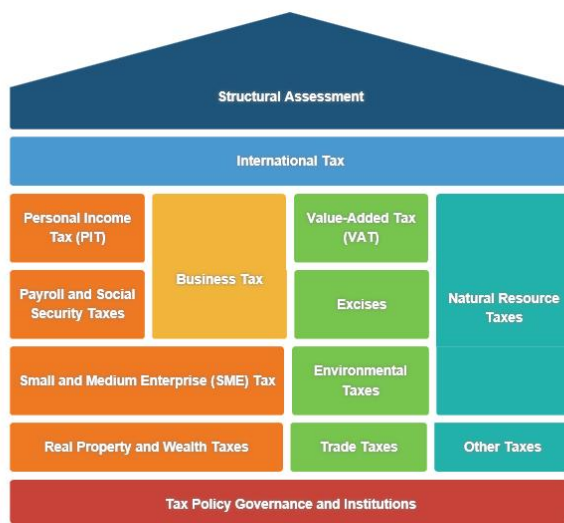 Structural Assessment
International Tax
Personal Income
Tax (PIT)
Business Tax
Value-Added Tax
(VAT)
Natural Resource
Taxes
Payroll and Social
Security Taxes
Excises
Small and Medium Enterprise (SME) Tax
Environmental
Taxes
Real Property and Wealth Taxes
Trade Taxes
Other Taxes
Tax Policy Governance and Institutions